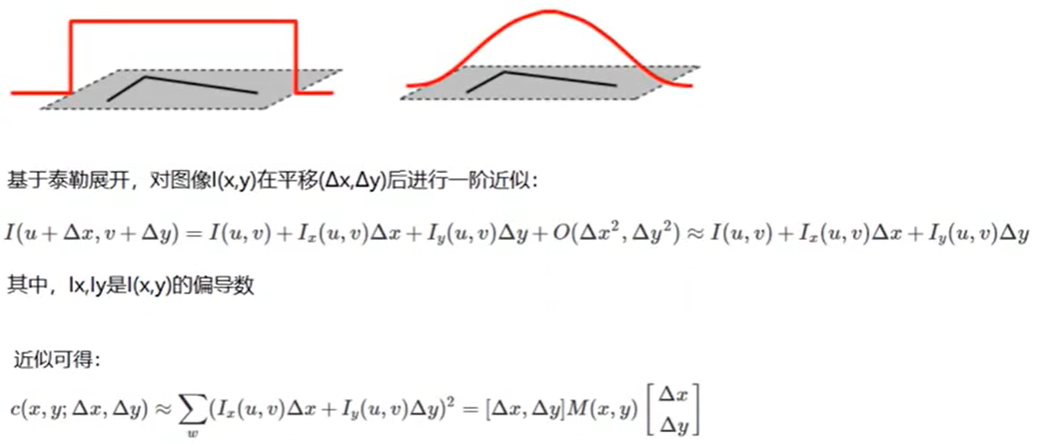 基于泰勒展开，对图像I(x,y)在平移(Δx,Δy)后进行一阶近似：
I(u + Δx, v + Δy) = I(u, v) + I_x(u, v)Δx + I_y(u, v)Δy + O(Δx², Δy²) ≈ I(u, v) + I_x(u, v)Δx + I_y(u, v)Δy
其中，Ix,Iy是I(x,y)的偏导数
近似可得：
c(x, y; Δx, Δy) ≈ ∑_w (I_x(u, v)Δx + I_y(u, v)Δy)² = [Δx, Δy]M(x, y) [Δx Δy]